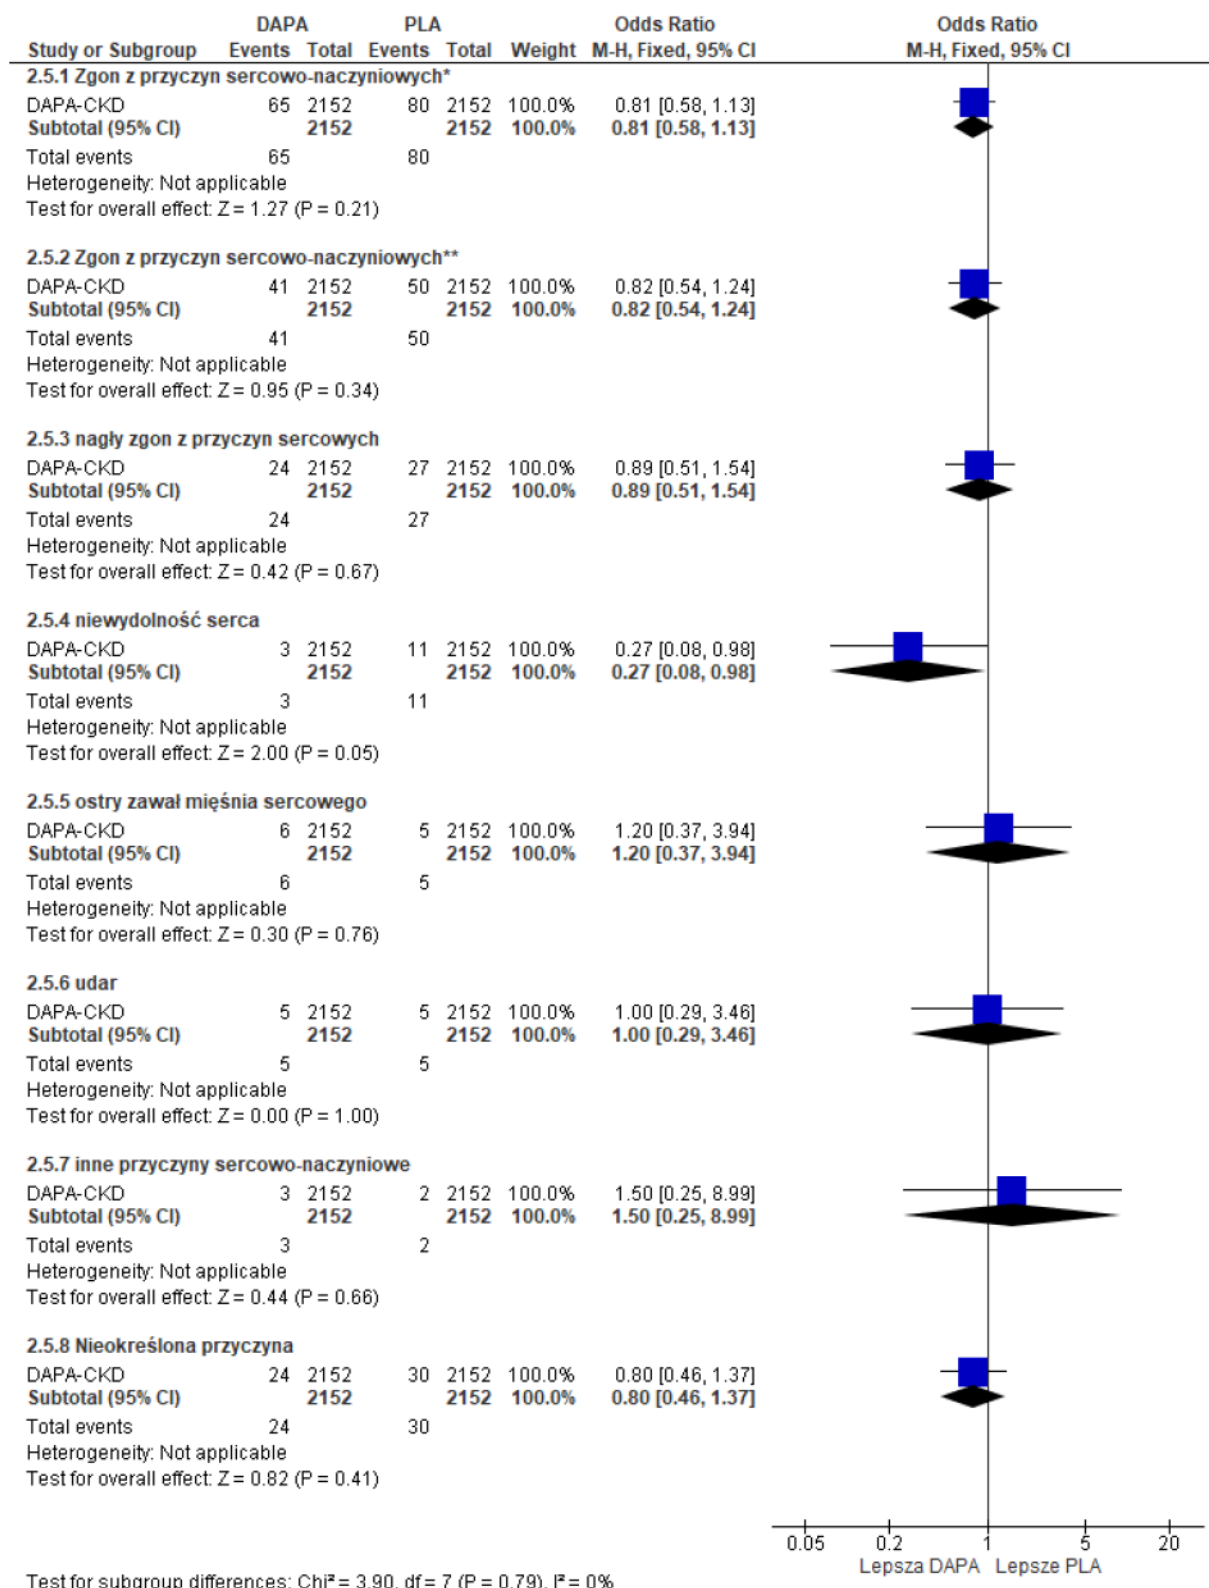 DAPA PLA Odds Ratio Odds Ratio
Study or Subgroup Events Total Events Total Weight M-H, Fixed, 95% CI M-H, Fixed, 95% CI
2.5.1 Zgon z przyczyn sercowo-naczyniowych*
DAPA-CKD 65 2152 80 2152 100.0% 0.81 [0.58, 1.13]
Subtotal (95% CI) 2152 2152 100.0% 0.81 [0.58, 1.13]
Total events 65 80
Heterogeneity: Not applicable
Test for overall effect: Z = 1.27 (P = 0.21)
2.5.2 Zgon z przyczyn sercowo-naczyniowych**
DAPA-CKD 41 2152 50 2152 100.0% 0.82 [0.54, 1.24]
Subtotal (95% CI) 2152 2152 100.0% 0.82 [0.54, 1.24]
Total events 41 50
Heterogeneity: Not applicable
Test for overall effect: Z = 0.95 (P = 0.34)
2.5.3 nagły zgon z przyczyn sercowych
DAPA-CKD 24 2152 27 2152 100.0% 0.89 [0.51, 1.54]
Subtotal (95% CI) 2152 2152 100.0% 0.89 [0.51, 1.54]
Total events 24 27
Heterogeneity: Not applicable
Test for overall effect: Z = 0.42 (P = 0.67)
2.5.4 niewydolność serca
DAPA-CKD 3 2152 11 2152 100.0% 0.27 [0.08, 0.98]
Subtotal (95% CI) 2152 2152 100.0% 0.27 [0.08, 0.98]
Total events 3 11
Heterogeneity: Not applicable
Test for overall effect: Z = 2.00 (P = 0.05)
2.5.5 ostry zawał mięśnia sercowego
DAPA-CKD 6 2152 5 2152 100.0% 1.20 [0.37, 3.94]
Subtotal (95% CI) 2152 2152 100.0% 1.20 [0.37, 3.94]
Total events 6 5
Heterogeneity: Not applicable
Test for overall effect: Z = 0.30 (P = 0.76)
2.5.6 udar
DAPA-CKD 5 2152 5 2152 100.0% 1.00 [0.29, 3.46]
Subtotal (95% CI) 2152 2152 100.0% 1.00 [0.29, 3.46]
Total events 5 5
Heterogeneity: Not applicable
Test for overall effect: Z = 0.00 (P = 1.00)
2.5.7 inne przyczyny sercowo-naczyniowe
DAPA-CKD 3 2152 2 2152 100.0% 1.50 [0.25, 8.99]
Subtotal (95% CI) 2152 2152 100.0% 1.50 [0.25, 8.99]
Total events 3 2
Heterogeneity: Not applicable
Test for overall effect: Z = 0.44 (P = 0.66)
2.5.8 Nieokreślona przyczyna
DAPA-CKD 24 2152 30 2152 100.0% 0.80 [0.46, 1.37]
Subtotal (95% CI) 2152 2152 100.0% 0.80 [0.46, 1.37]
Total events 24 30
Heterogeneity: Not applicable
Test for overall effect: Z = 0.82 (P = 0.41)
0.05 0.2 1 5 20
Lepsza DAPA Lepsze PLA
Test for subgroup differences: Chi² = 3.90, df = 7 (P = 0.79), I² = 0%